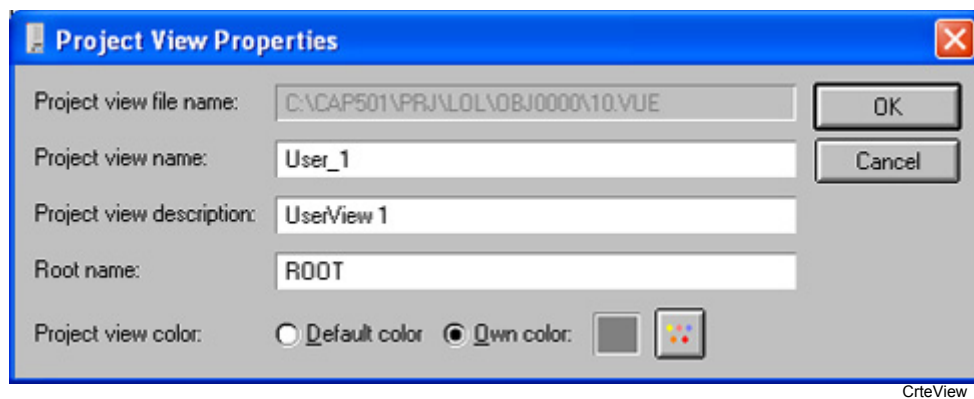 Project View Properties
Project view file name: C:\CAP501\PRJ\LOL\OBJ0000\10.VUE OK
Project view name: User_1 Cancel
Project view description: UserView 1
Root name: ROOT
Project view color: Default color Own color:
CrteView